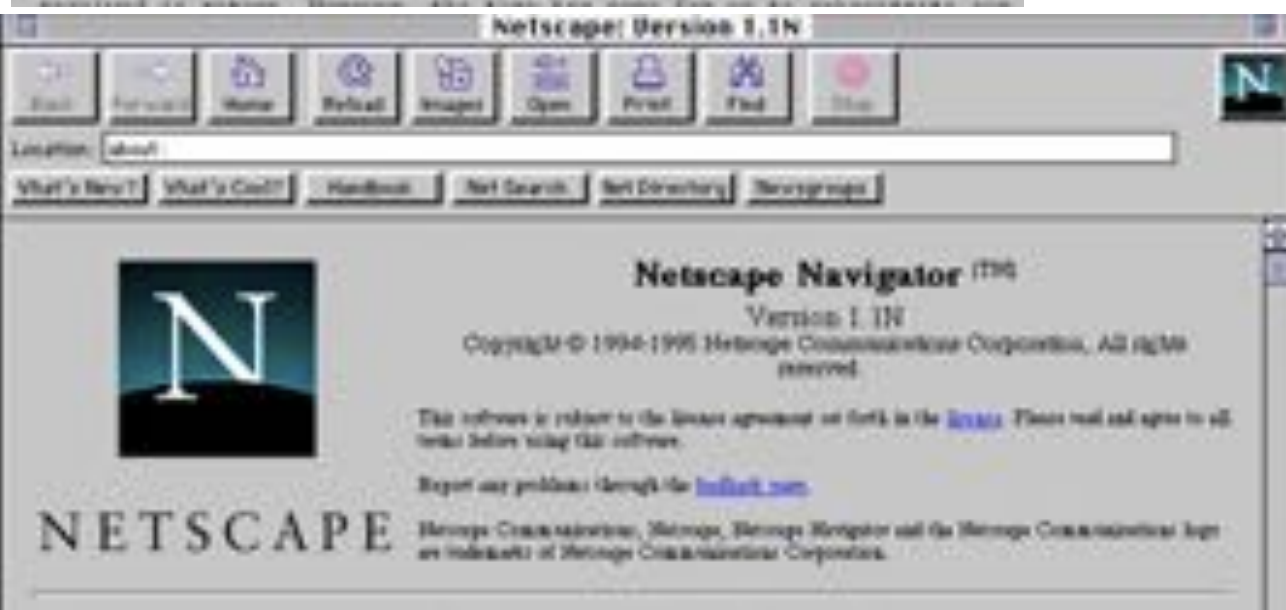 Netscape: Version 1.1N
Back Forward Home Reload Images Open Print Find Stop
N
Location: about:
What's New? What's Cool? Handbook Net Search Net Directory Newsgroups
N
Netscape Navigator (TM)
Version 1.1N
Copyright © 1994-1995 Netscape Communications Corporation, All rights
reserved.
This software is subject to the license agreement set forth in the license. Please read and agree to all
terms before using this software.
Report any problems through the feedback page.
NETSCAPE
Netscape Communications, Netscape, Netscape Navigator and the Netscape Communications logo
are trademarks of Netscape Communications Corporation.